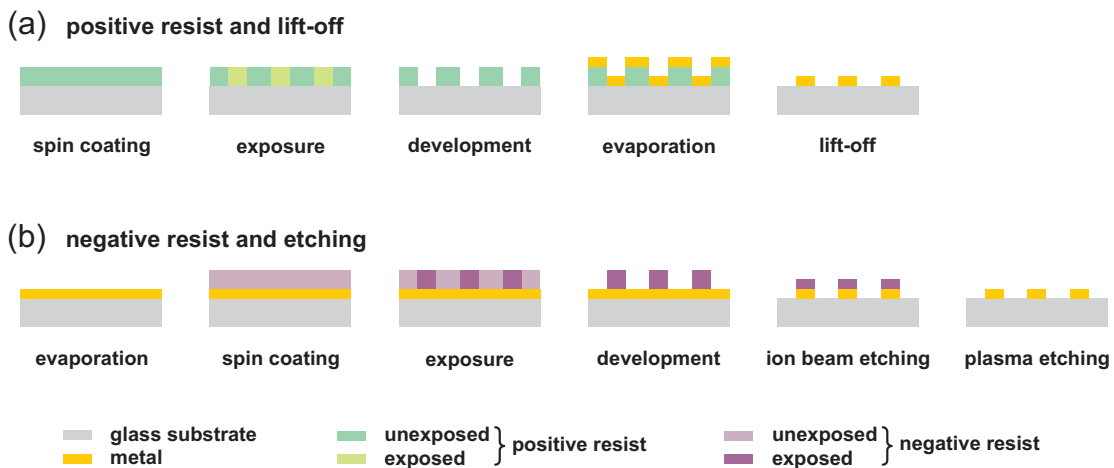 (a) positive resist and lift-off
spin coating exposure development evaporation lift-off
(b) negative resist and etching
evaporation spin coating exposure development ion beam etching plasma etching
glass substrate unexposed } positive resist unexposed } negative resist
metal exposed exposed